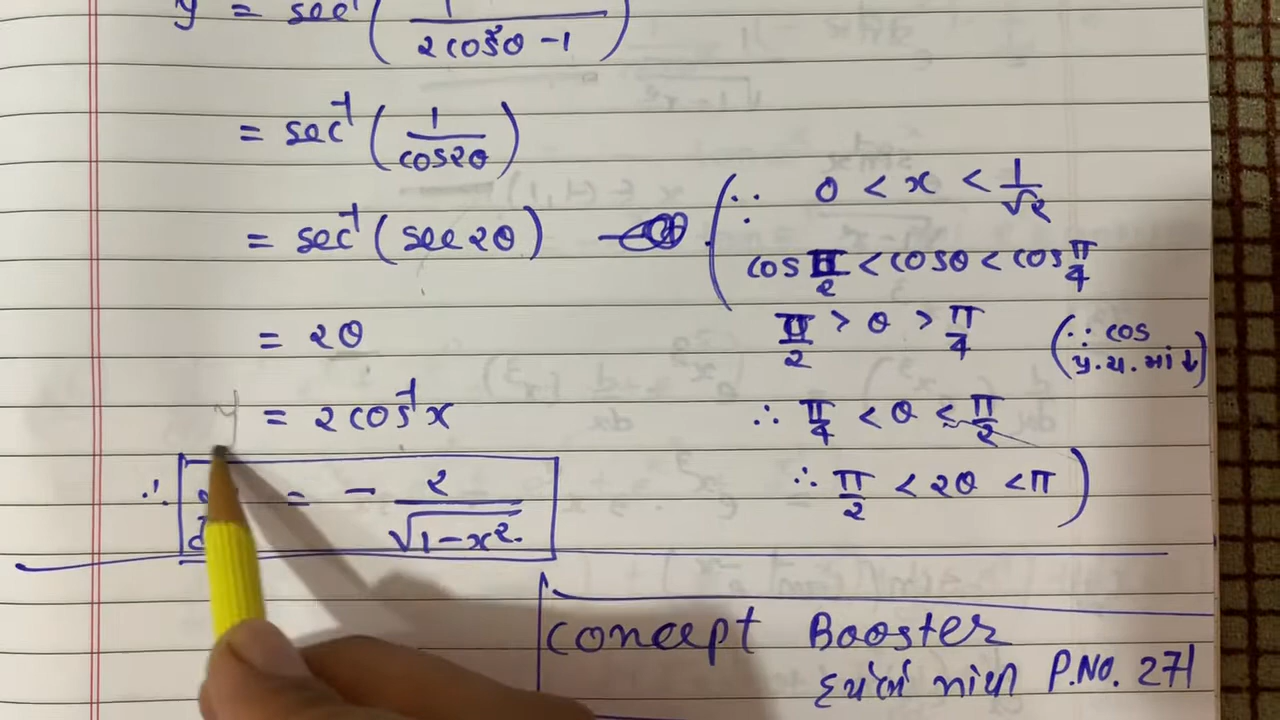 y = sec⁻¹(1/(2cos²θ - 1))
= sec⁻¹(1/cos2θ)
= sec⁻¹(sec2θ)
= 2θ
y = 2cos⁻¹x
∴ = - 2/√(1-x²)
(∵ 0 < x < 1/√2
cos π/2 < cosθ < cos π/4
π/2 > θ > π/4 (∵ cos
પ્ર.ચ. માં ↓)
∴ π/4 < θ < π/2
∴ π/2 < 2θ < π)
Concept Booster
P.NO. 271